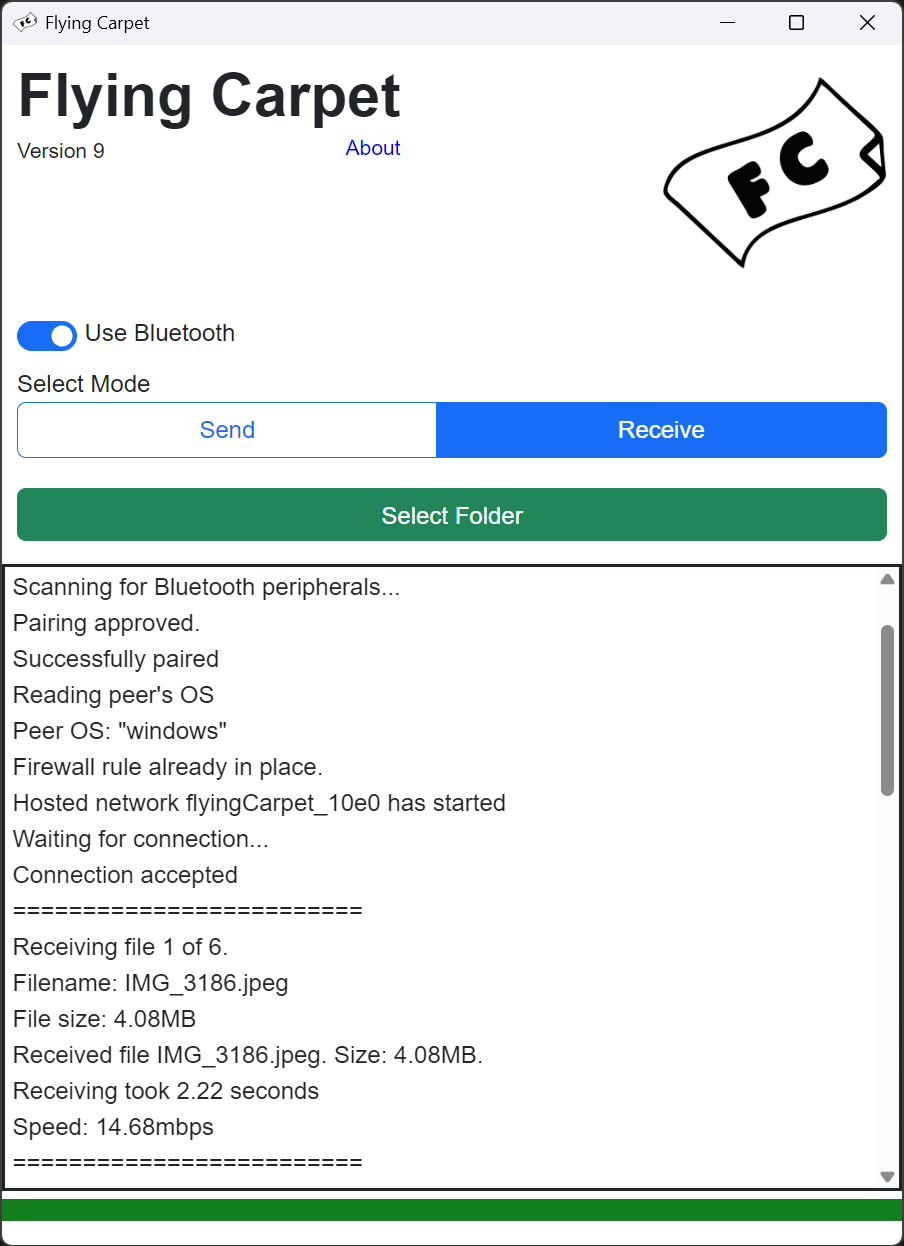 Flying Carpet
Flying Carpet
Version 9 About
FC
Use Bluetooth
Select Mode
Send Receive
Select Folder
Scanning for Bluetooth peripherals...
Pairing approved.
Successfully paired
Reading peer's OS
Peer OS: "windows"
Firewall rule already in place.
Hosted network flyingCarpet_10e0 has started
Waiting for connection...
Connection accepted
=========================
Receiving file 1 of 6.
Filename: IMG_3186.jpeg
File size: 4.08MB
Received file IMG_3186.jpeg. Size: 4.08MB.
Receiving took 2.22 seconds
Speed: 14.68mbps
=========================